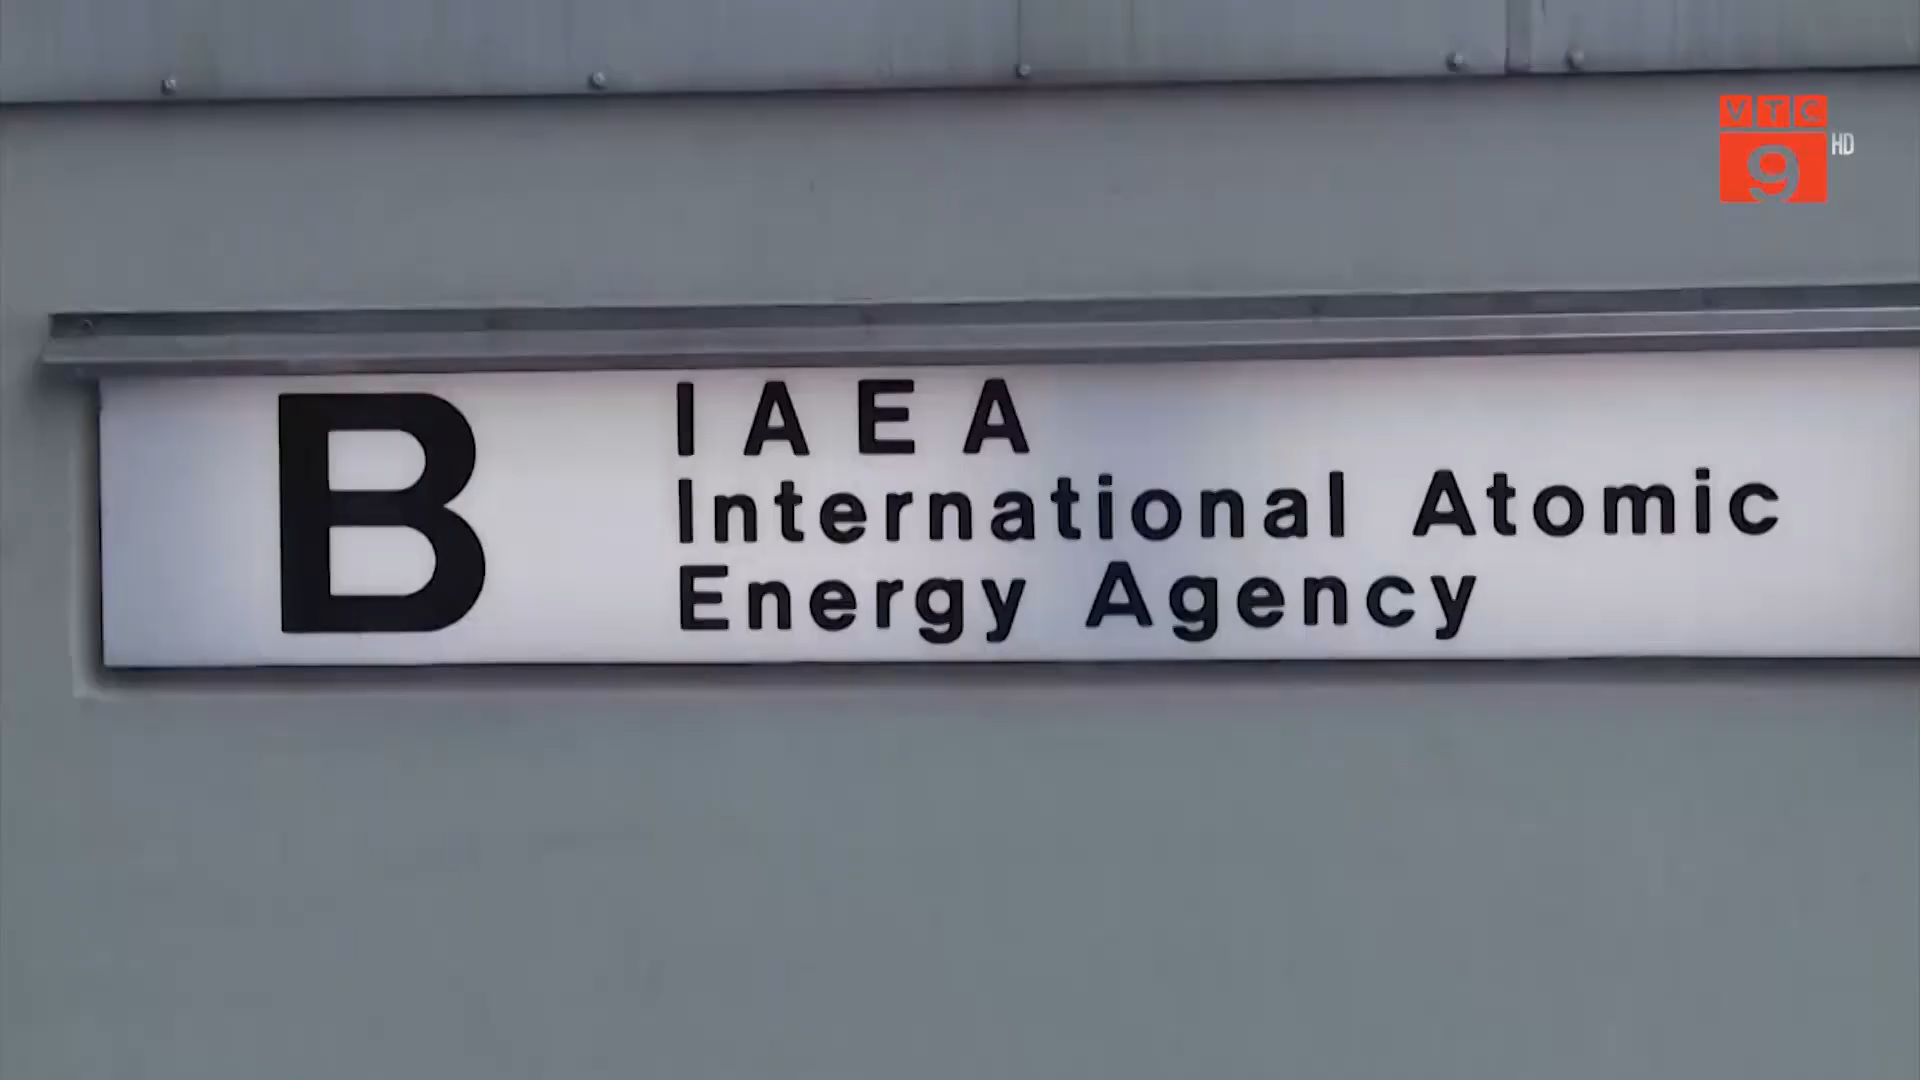 VTC
9 HD
B
IAEA
International Atomic
Energy Agency